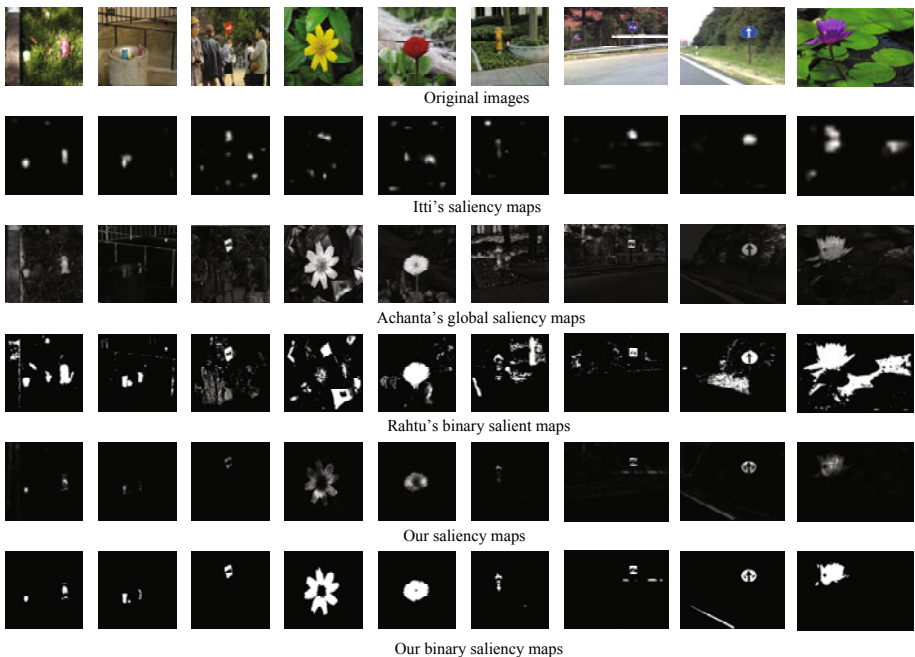 Original images
Itti's saliency maps
Achanta's global saliency maps
Rahtu's binary salient maps
Our saliency maps
Our binary saliency maps